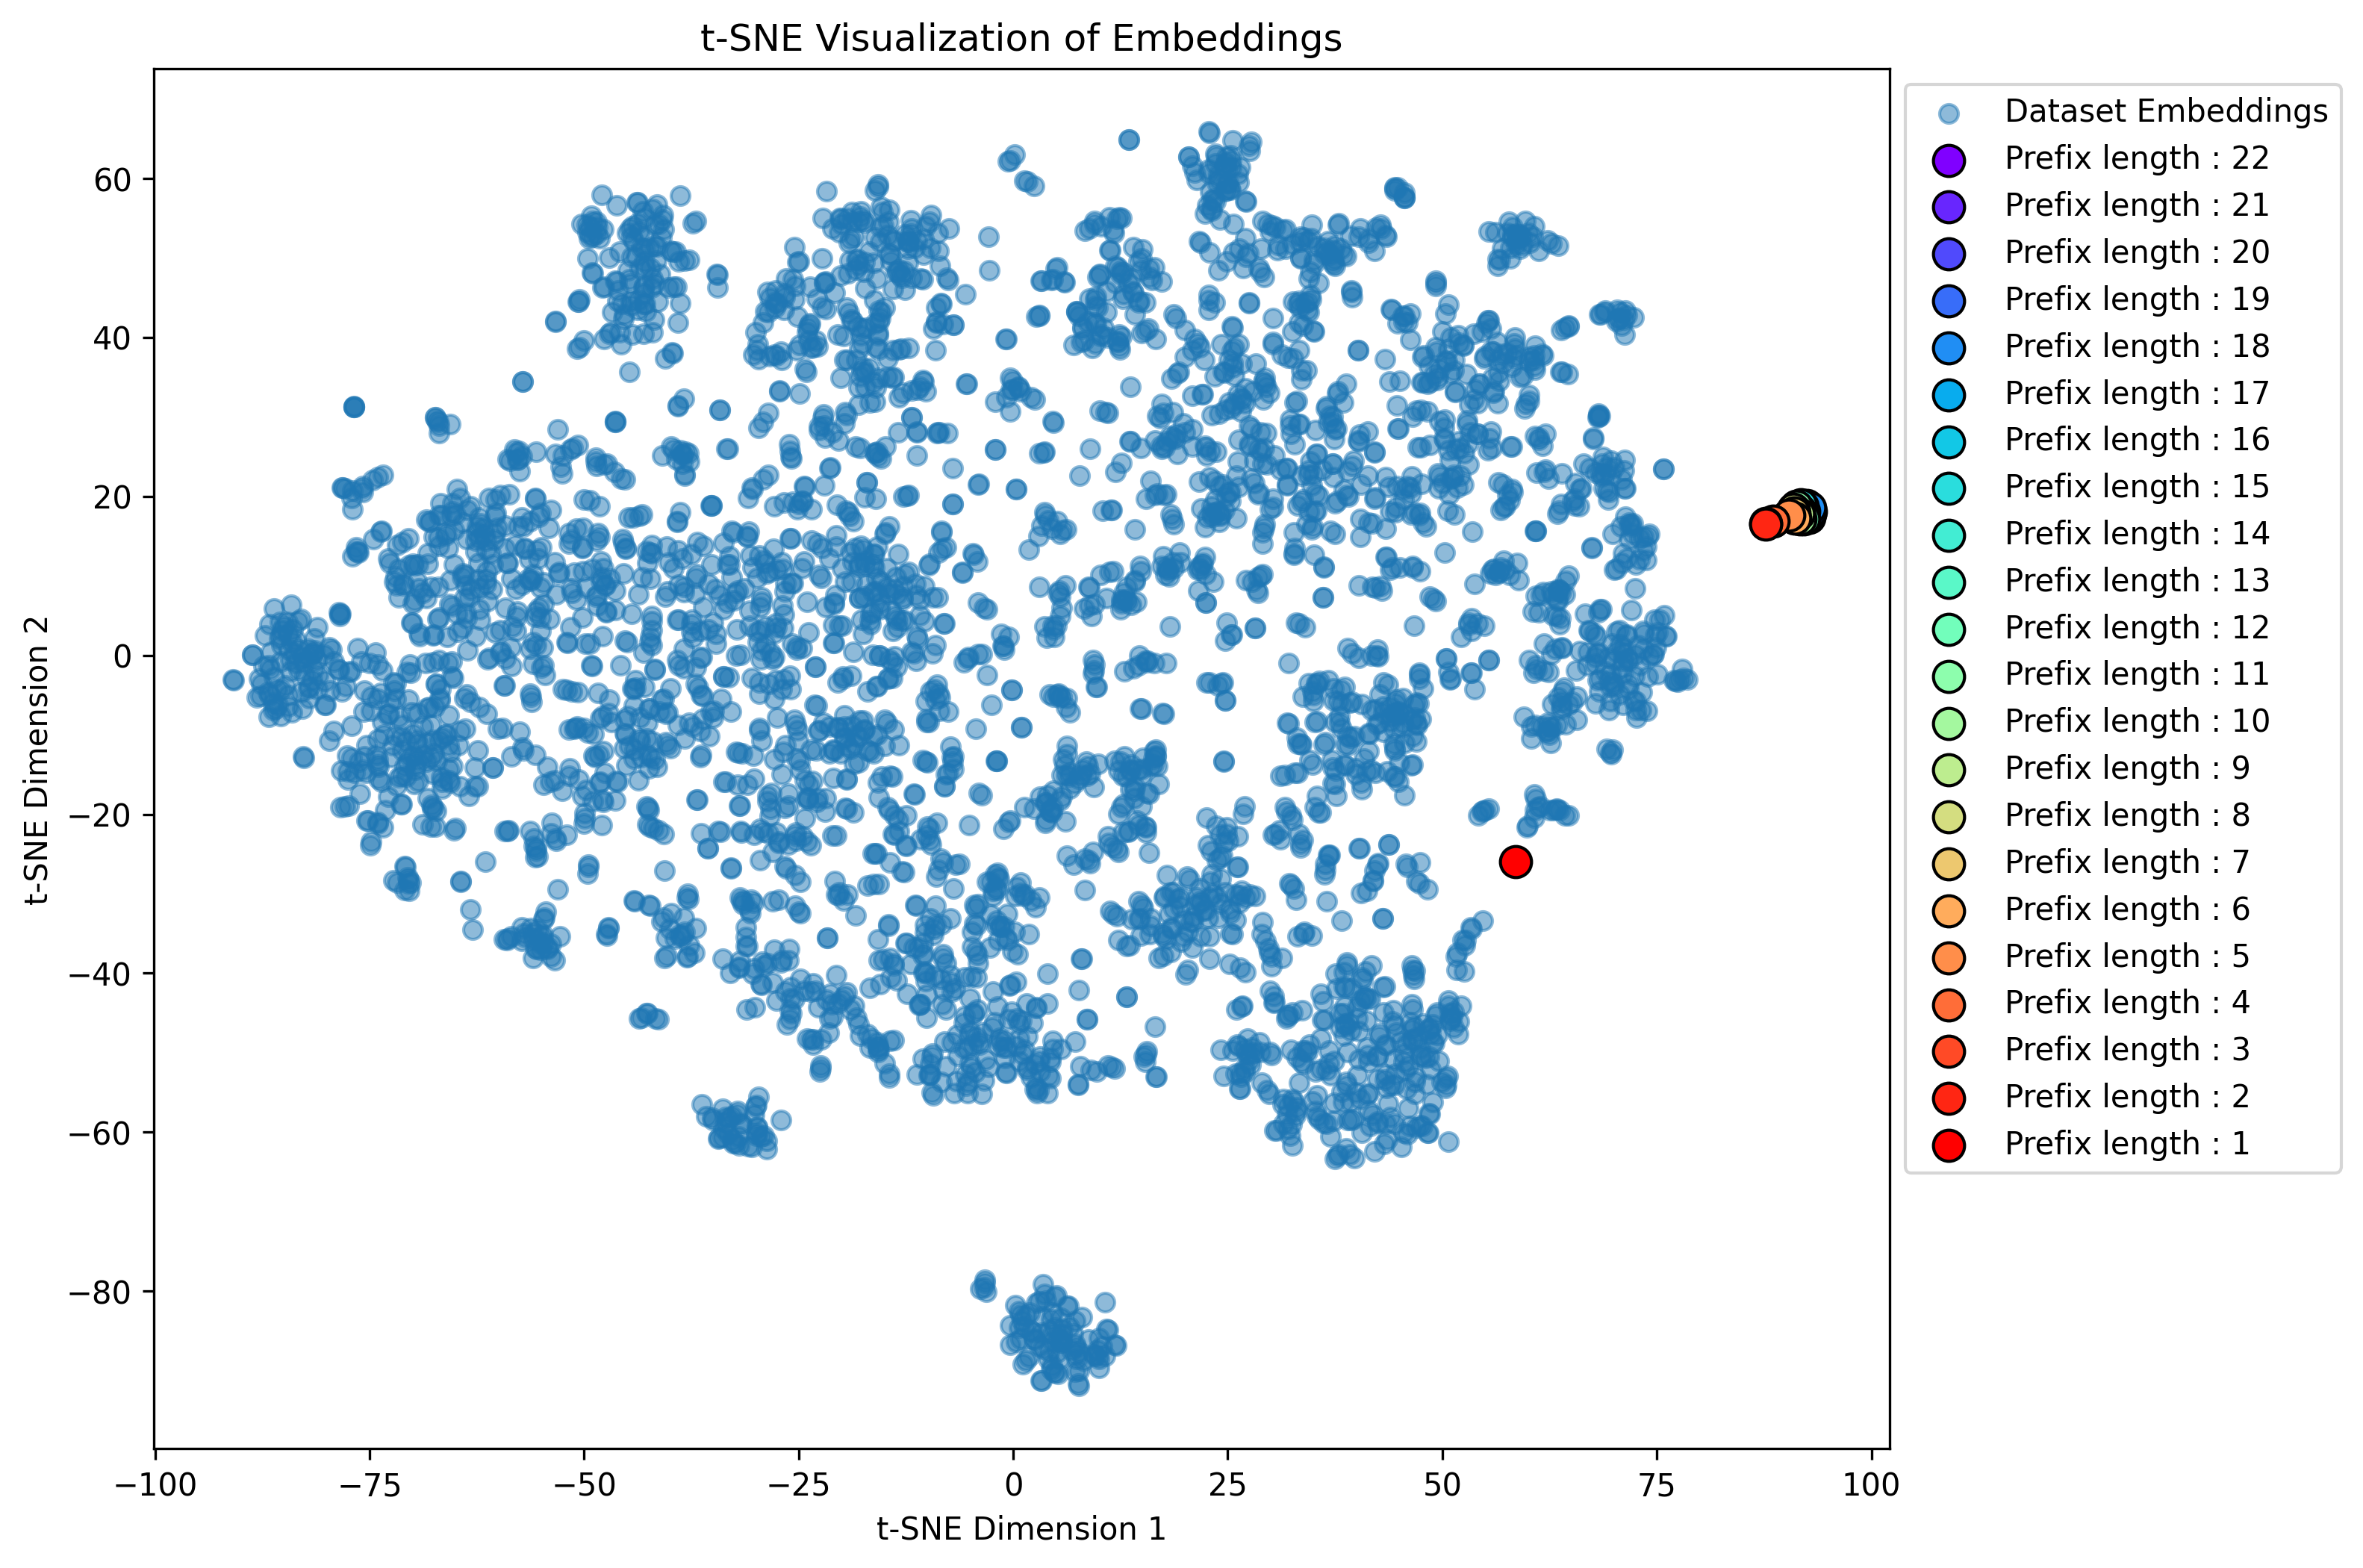 t-SNE Visualization of Embeddings
t-SNE Dimension 2
60
40
20
0
−20
−40
−60
−80
−100
−75
−50
−25
0
25
50
75
100
t-SNE Dimension 1
Dataset Embeddings
Prefix length : 22
Prefix length : 21
Prefix length : 20
Prefix length : 19
Prefix length : 18
Prefix length : 17
Prefix length : 16
Prefix length : 15
Prefix length : 14
Prefix length : 13
Prefix length : 12
Prefix length : 11
Prefix length : 10
Prefix length : 9
Prefix length : 8
Prefix length : 7
Prefix length : 6
Prefix length : 5
Prefix length : 4
Prefix length : 3
Prefix length : 2
Prefix length : 1